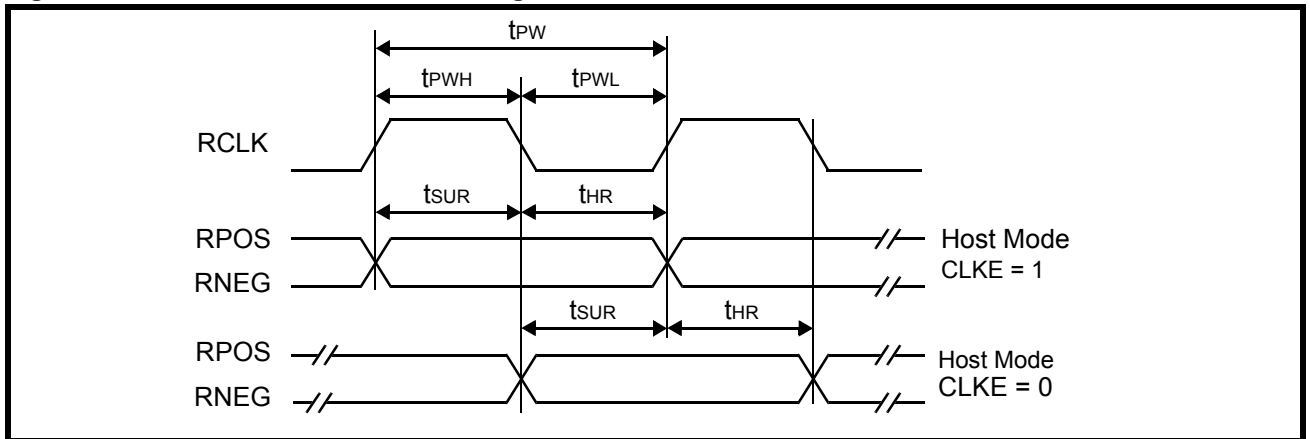 tPW
tPWH tPWL
RCLK
tSUR tHR
RPOS Host Mode
RNEG CLKE = 1
tSUR tHR
RPOS Host Mode
RNEG CLKE = 0